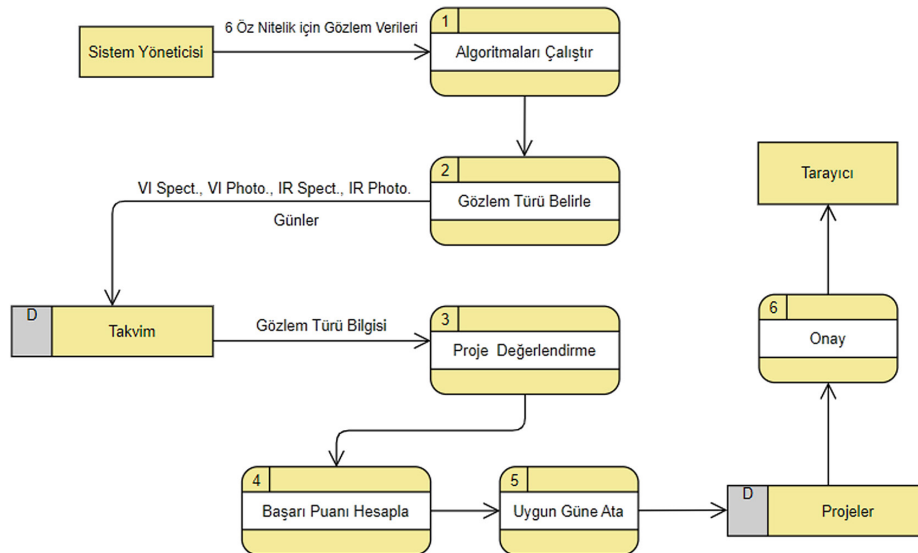 6 Öz Nitelik için Gözlem Verileri
1
Sistem Yöneticisi
Algoritmaları Çalıştır
2
VI Spect., VI Photo., IR Spect., IR Photo.
Gözlem Türü Belirle
Günler
Tarayıcı
D
Takvim
Gözlem Türü Bilgisi
3
Proje Değerlendirme
6
Onay
4
Başarı Puanı Hesapla
5
Uygun Güne Ata
D
Projeler